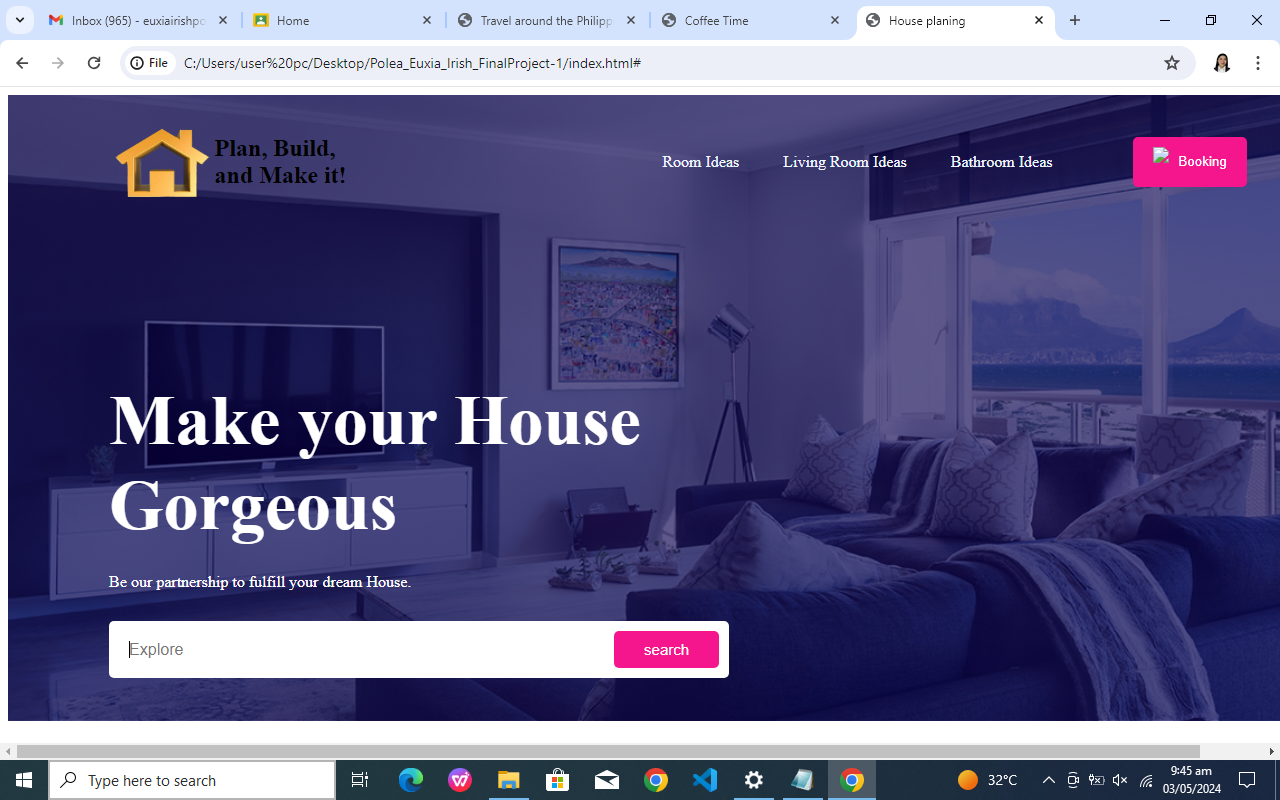 Inbox (965) - euxiairishpo
Home
Travel around the Philipp
Coffee Time
House planing
File
C:/Users/user%20pc/Desktop/Polea_Euxia_Irish_FinalProject-1/index.html#
Plan, Build,
and Make it!
Room Ideas
Living Room Ideas
Bathroom Ideas
Booking
Make your House
Gorgeous
Be our partnership to fulfill your dream House.
Explore
search
Type here to search
32°C
9:45 am
03/05/2024